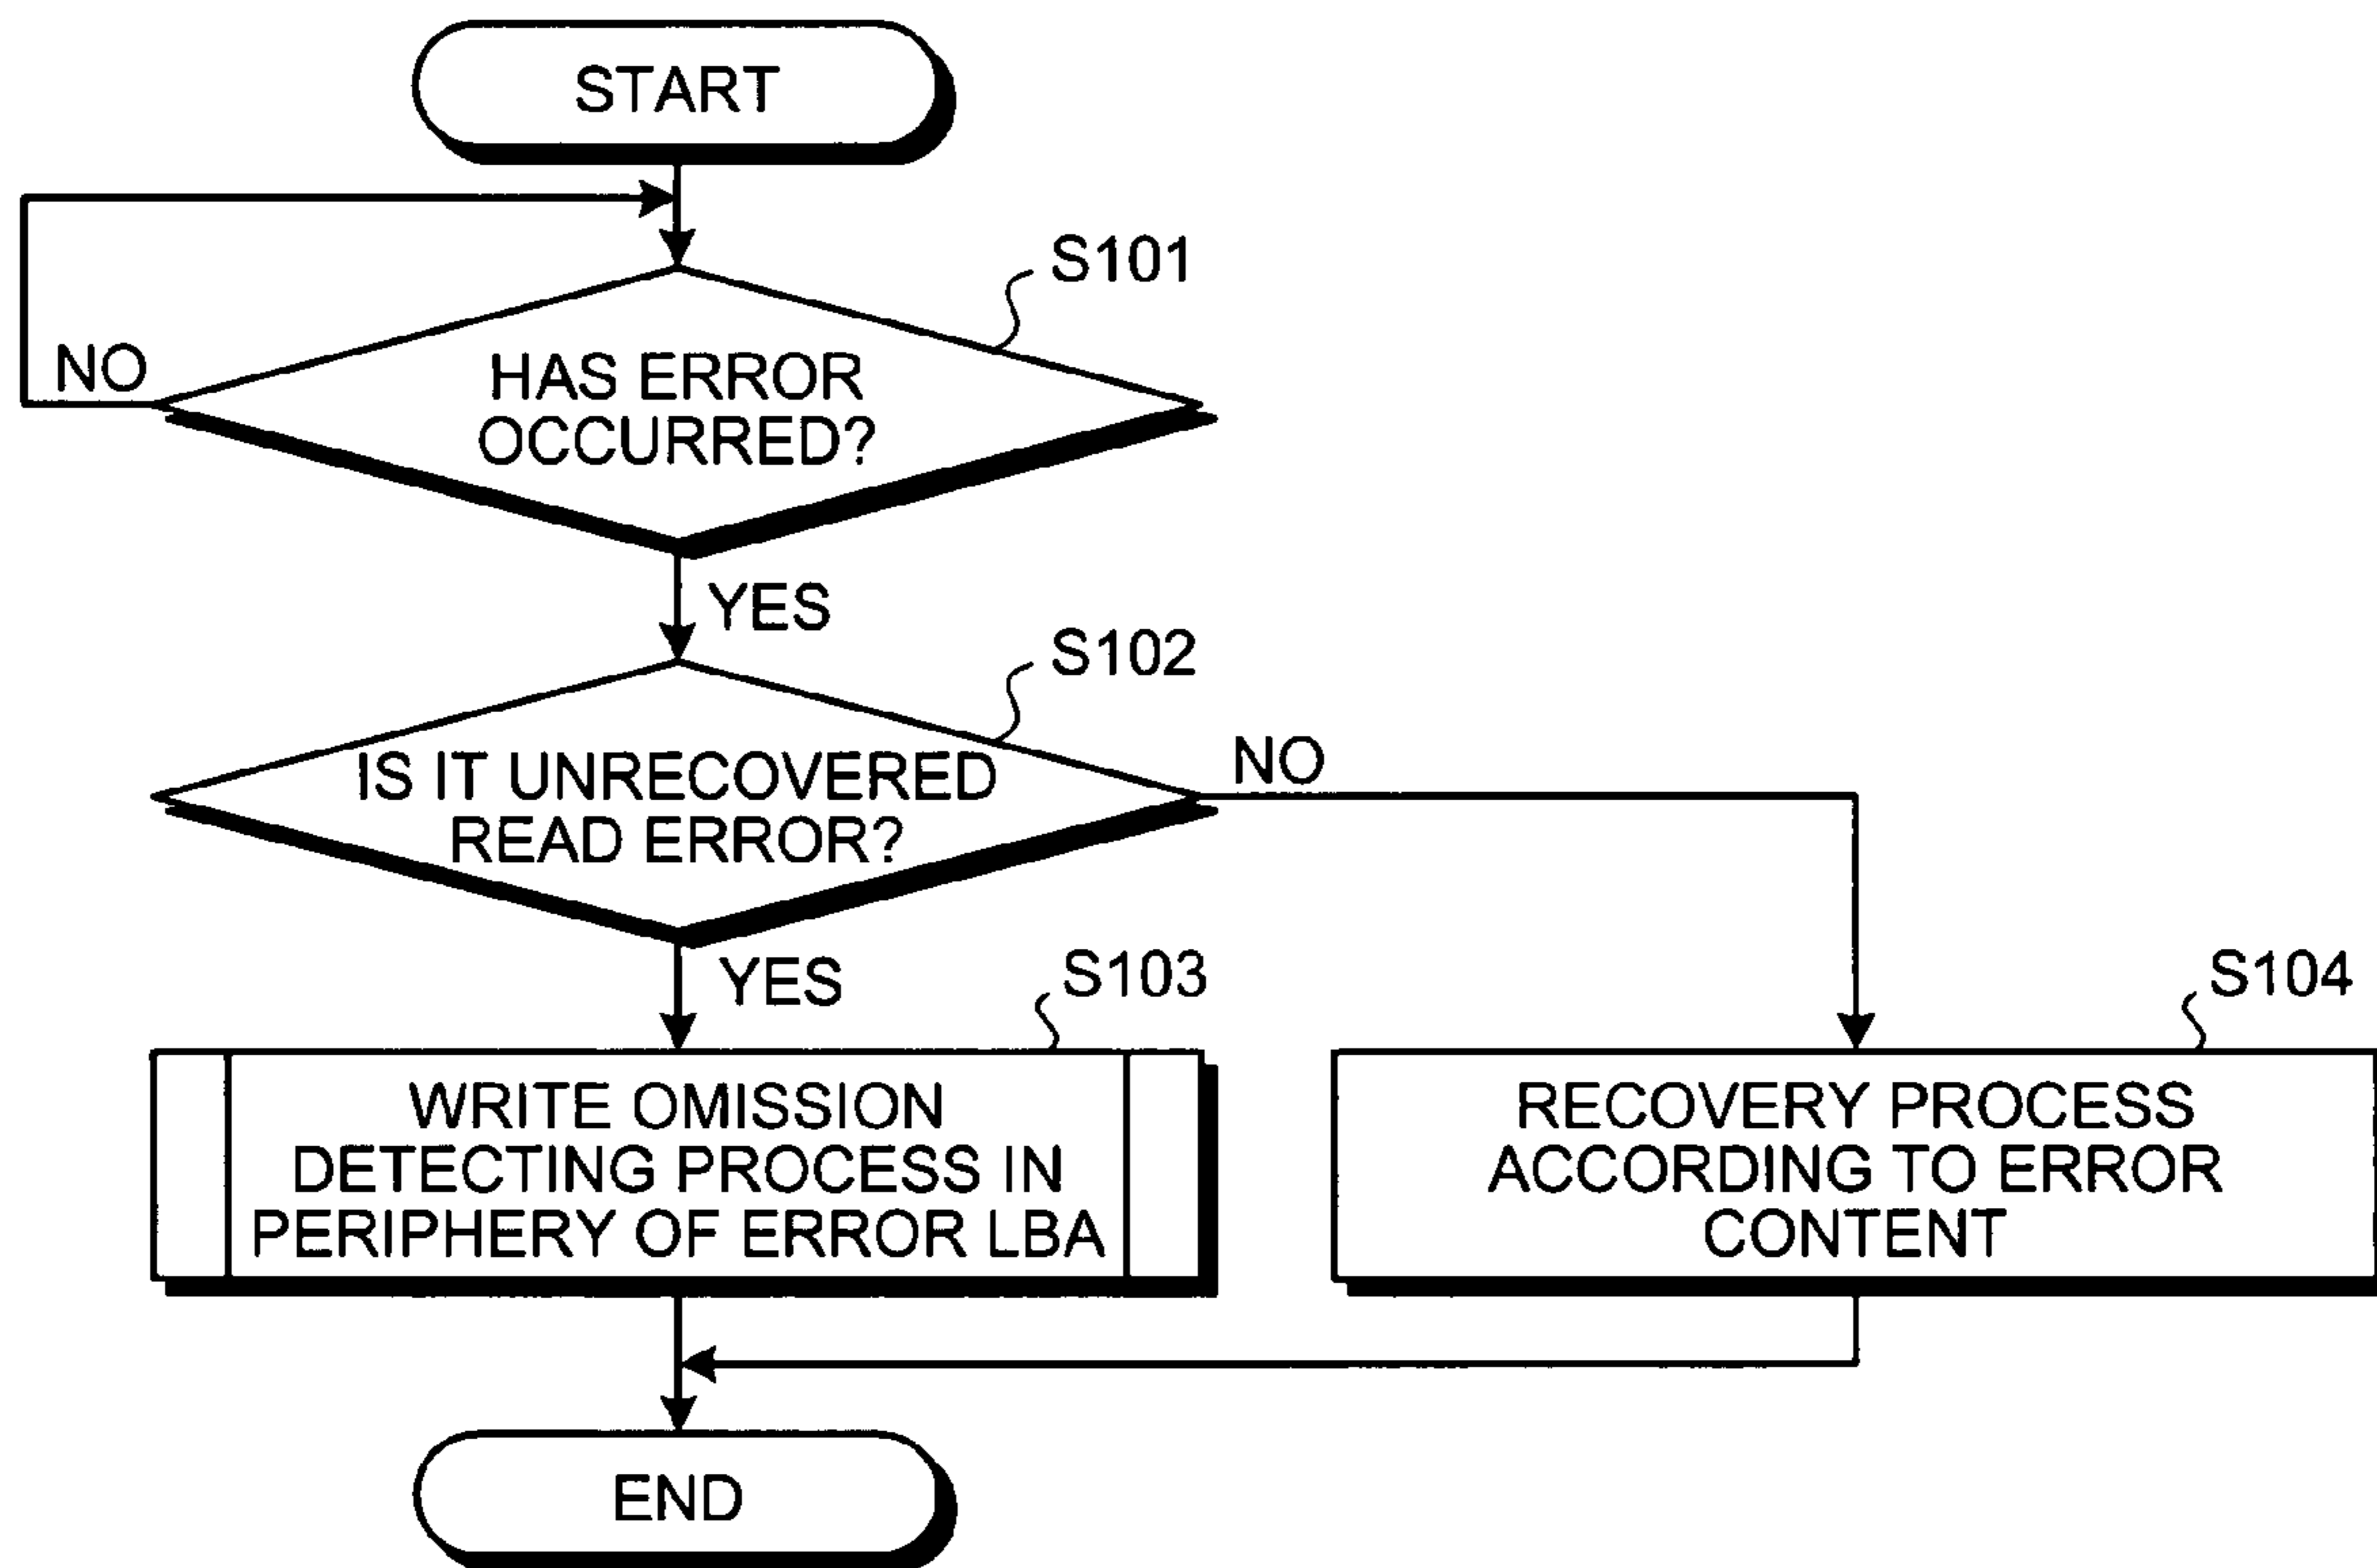 START
S101
NO
HAS ERROR
OCCURRED?
YES
S102
IS IT UNRECOVERED
READ ERROR?
NO
YES
S103
S104
WRITE OMISSION
DETECTING PROCESS IN
PERIPHERY OF ERROR LBA
RECOVERY PROCESS
ACCORDING TO ERROR
CONTENT
END